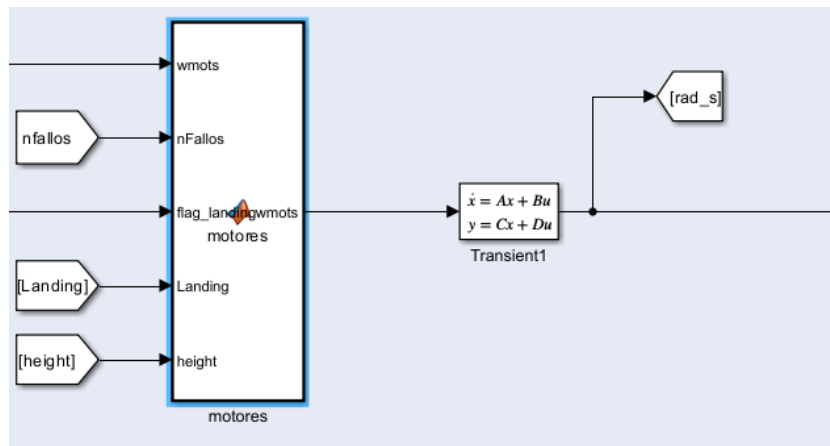 wmots
nfallos
nFallos
flag_landing
wmots
motores
[Landing]
Landing
[height]
height
motores
ẋ = Ax + Bu
y = Cx + Du
Transient1
[rad_s]